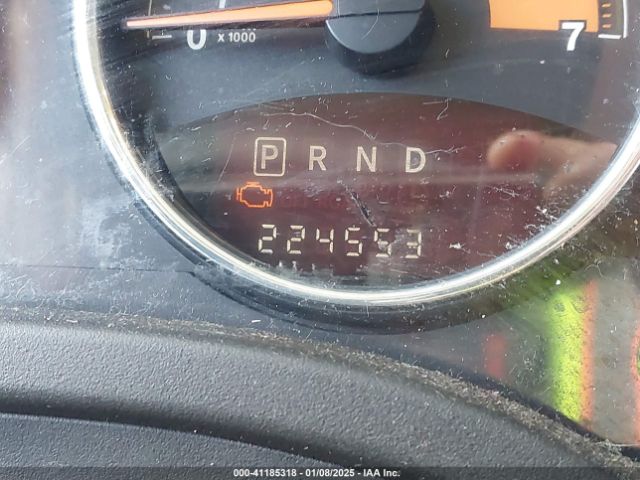 0 x 1000 7
P R N D
224553
000-41185318 - 01/08/2025 - IAA Inc.